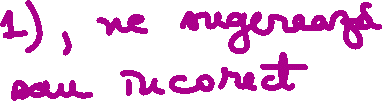 1), ne sugerează
sau incorect